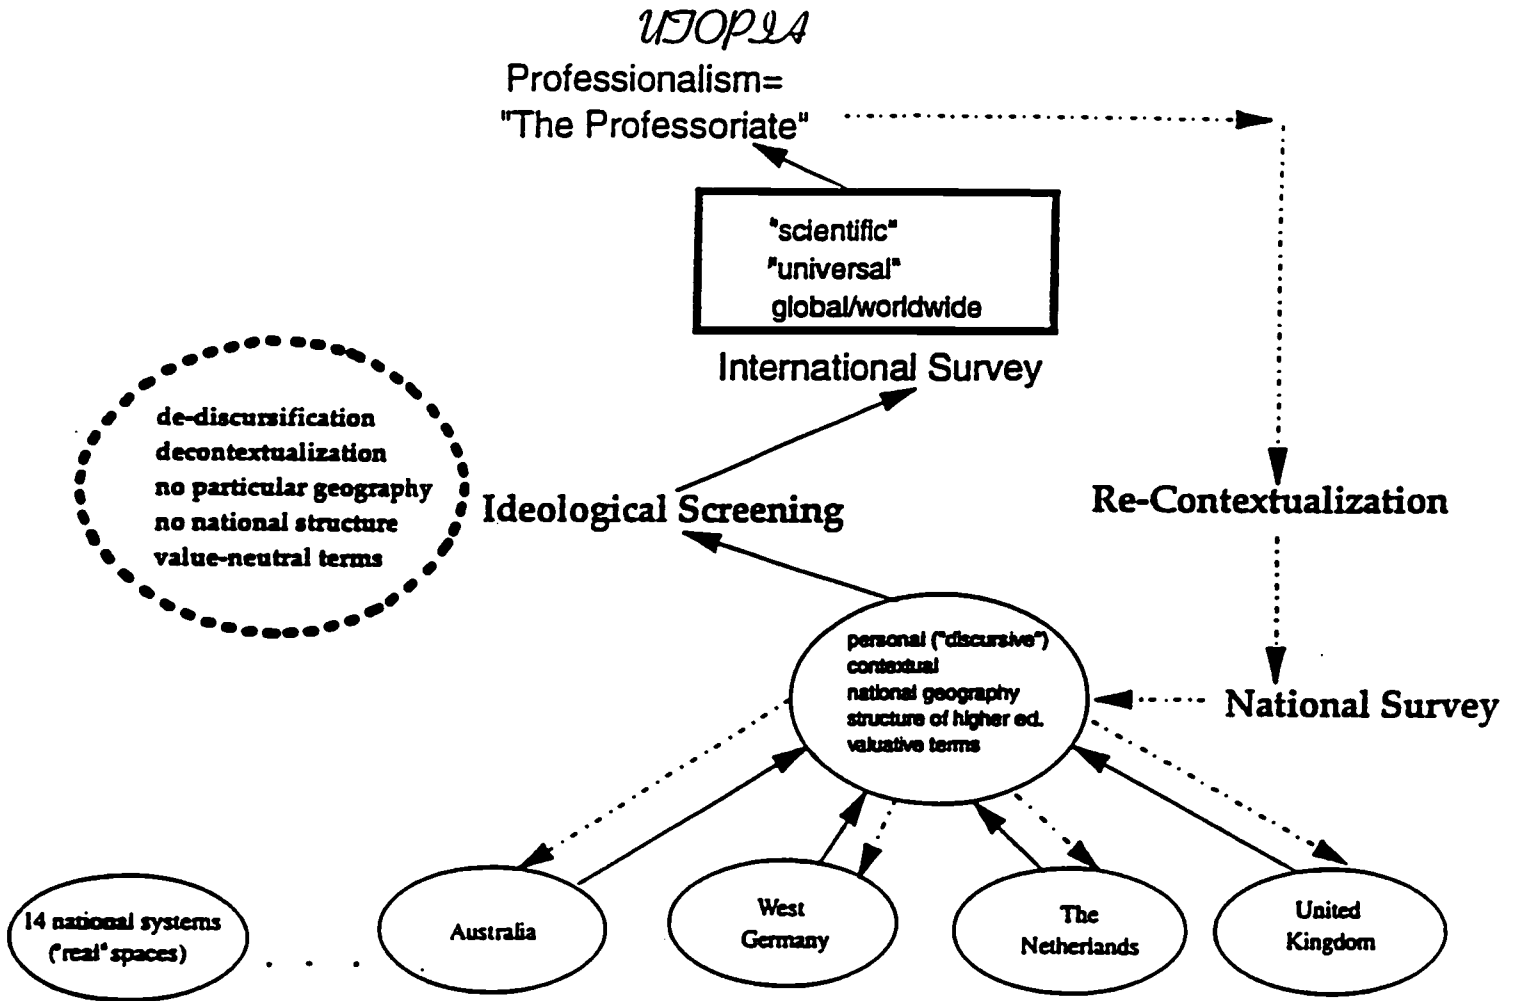 UTOPIA
Professionalism=
"The Professoriate"
"scientific"
"universal"
global/worldwide
International Survey
de-discursification
decontextualization
no particular geography
no national structure
value-neutral terms
Ideological Screening
Re-Contextualization
personal ("discursive")
contextual
national geography
structure of higher ed.
valuative terms
National Survey
14 national systems
("real" spaces)
. . .
Australia
West
Germany
The
Netherlands
United
Kingdom